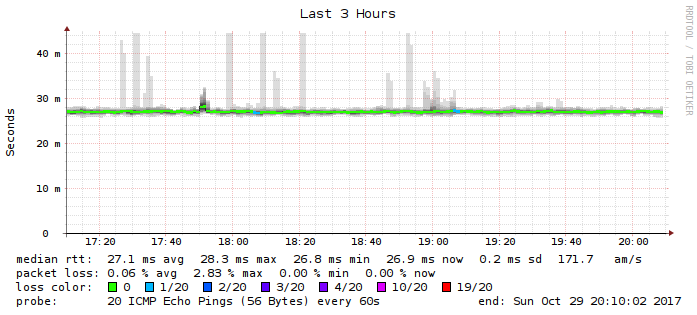 Last 3 Hours
RRDTOOL / TOBI OETIKER
Seconds
40 m
30 m
20 m
10 m
0
17:20 17:40 18:00 18:20 18:40 19:00 19:20 19:40 20:00
median rtt: 27.1 ms avg 28.3 ms max 26.8 ms min 26.9 ms now 0.2 ms sd 171.7 am/s
packet loss: 0.06 % avg 2.83 % max 0.00 % min 0.00 % now
loss color: 0 1/20 2/20 3/20 4/20 10/20 19/20
probe: 20 ICMP Echo Pings (56 Bytes) every 60s end: Sun Oct 29 20:10:02 2017